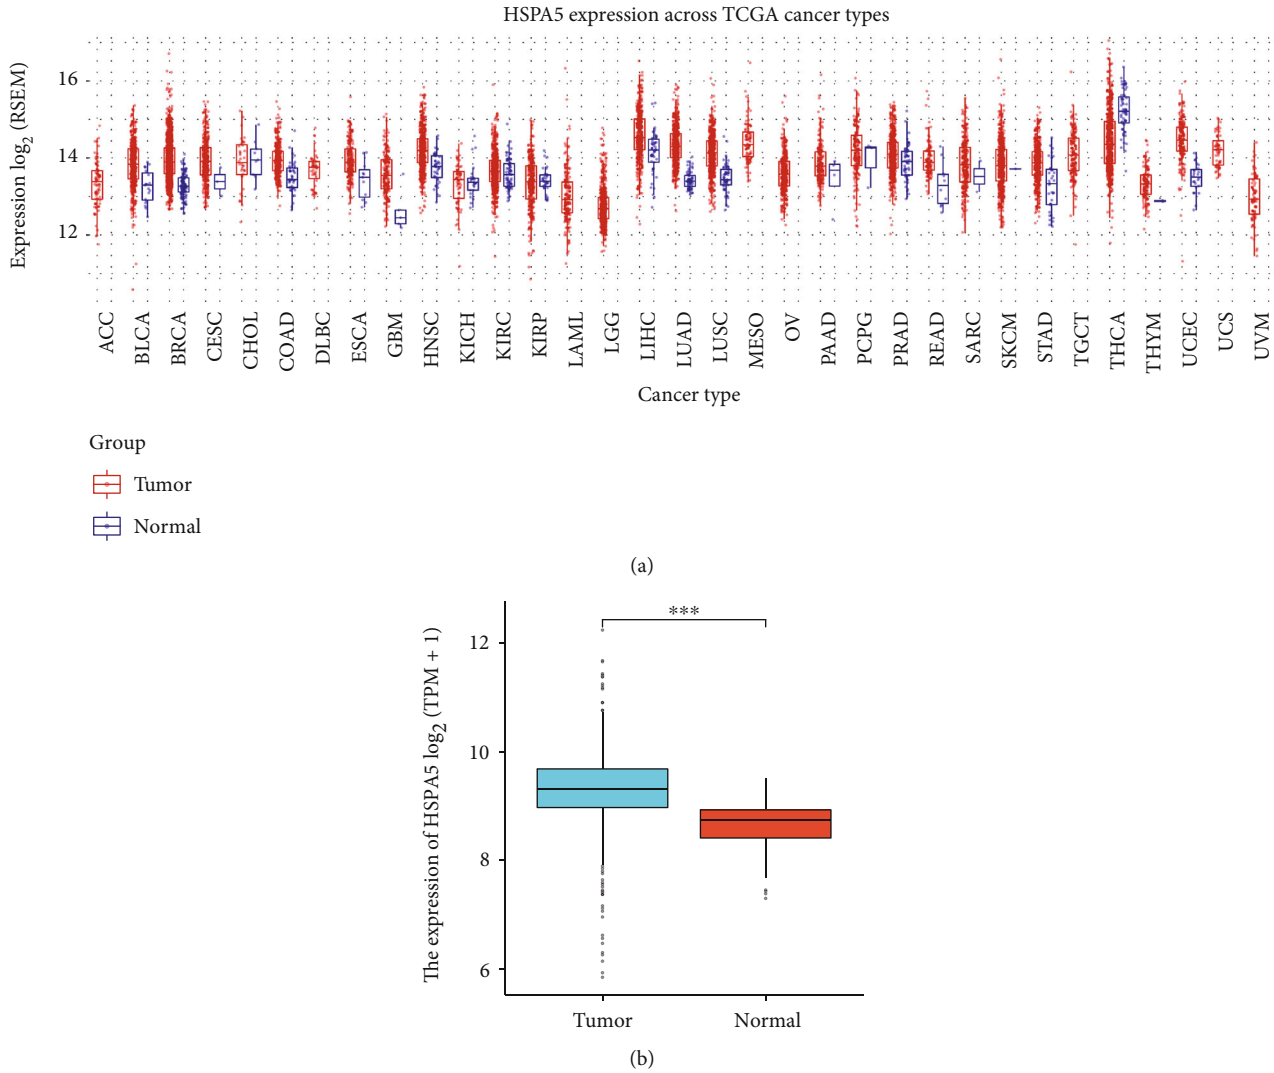 HSPA5 expression across TCGA cancer types
Expression log2 (RSEM)
16
14
12
ACC
BLCA
BRCA
CESC
CHOL
COAD
DLBC
ESCA
GBM
HNSC
KICH
KIRC
KIRP
LAML
LGG
LIHC
LUAD
LUSC
MESO
OV
PAAD
PCPG
PRAD
READ
SARC
SKCM
STAD
TGCT
THCA
THYM
UCEC
UCS
UVM
Cancer type
Group
Tumor
Normal
(a)
The expression of HSPA5 log2 (TPM + 1)
***
12
10
8
6
Tumor
Normal
(b)